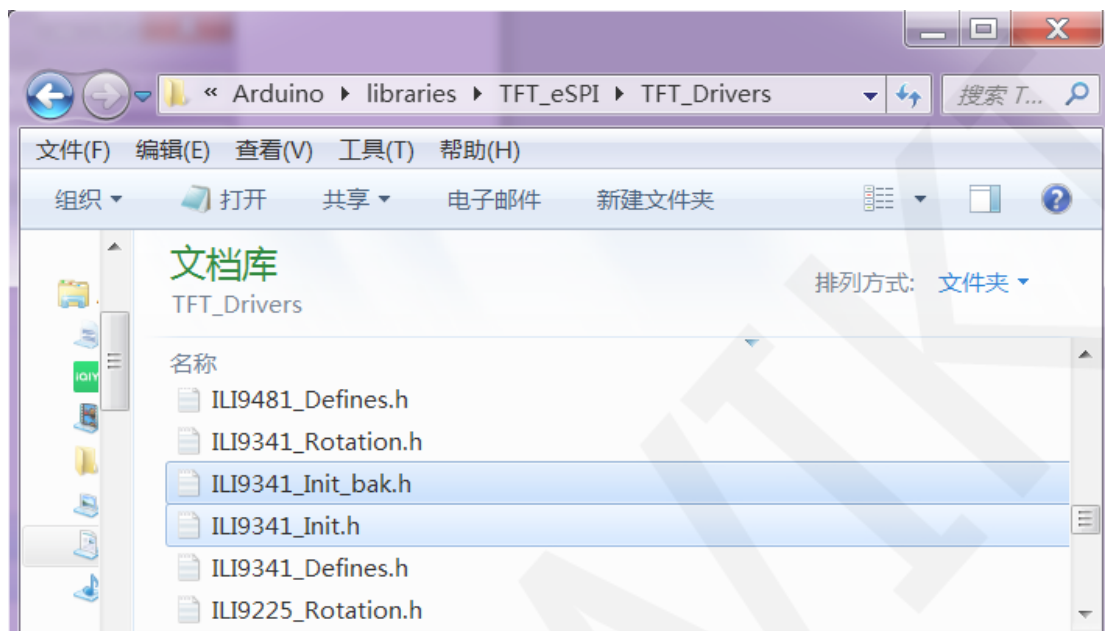 « Arduino ▸ libraries ▸ TFT_eSPI ▸ TFT_Drivers 搜索 T...
文件(F) 编辑(E) 查看(V) 工具(T) 帮助(H)
组织 打开 共享 电子邮件 新建文件夹
文档库
TFT_Drivers
排列方式: 文件夹
名称
ILI9481_Defines.h
ILI9341_Rotation.h
ILI9341_Init_bak.h
ILI9341_Init.h
ILI9341_Defines.h
ILI9225_Rotation.h